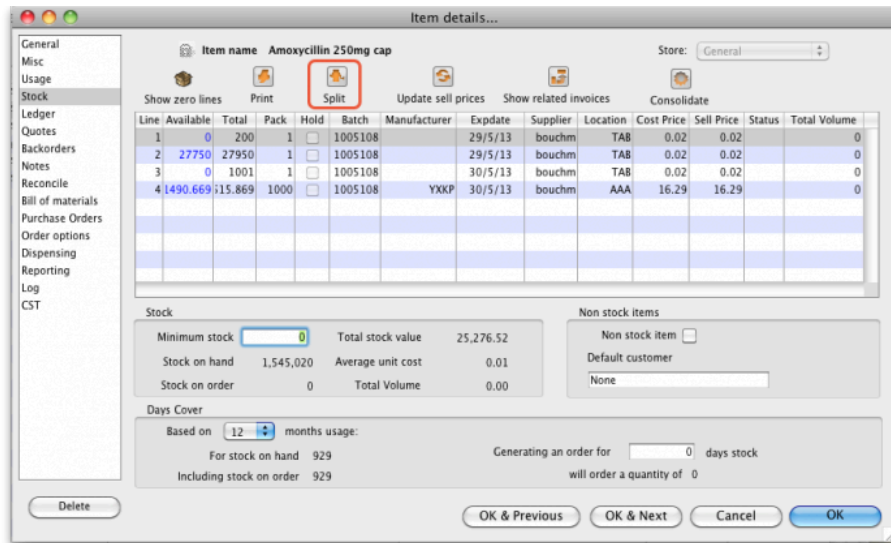 Item details...
General
Misc
Usage
Stock
Ledger
Quotes
Backorders
Notes
Reconcile
Bill of materials
Purchase Orders
Order options
Dispensing
Reporting
Log
CST
Delete
Item name Amoxycillin 250mg cap
Store: General
Show zero lines Print Split Update sell prices Show related invoices Consolidate
Line Available Total Pack Hold Batch Manufacturer Expdate Supplier Location Cost Price Sell Price Status Total Volume
1 0 200 1 1005108 29/5/13 bouchm TAB 0.02 0.02 0
2 27750 27950 1 1005108 29/5/13 bouchm TAB 0.02 0.02 0
3 0 1001 1 1005108 30/5/13 bouchm TAB 0.02 0.02 0
4 1490.669 515.869 1000 1005108 YXKP 30/5/13 bouchm AAA 16.29 16.29 0
Stock
Minimum stock 0 Total stock value 25,276.52
Stock on hand 1,545,020 Average unit cost 0.01
Stock on order 0 Total Volume 0.00
Non stock items
Non stock item
Default customer
None
Days Cover
Based on 12 months usage:
For stock on hand 929
Including stock on order 929
Generating an order for 0 days stock
will order a quantity of 0
OK & Previous OK & Next Cancel OK